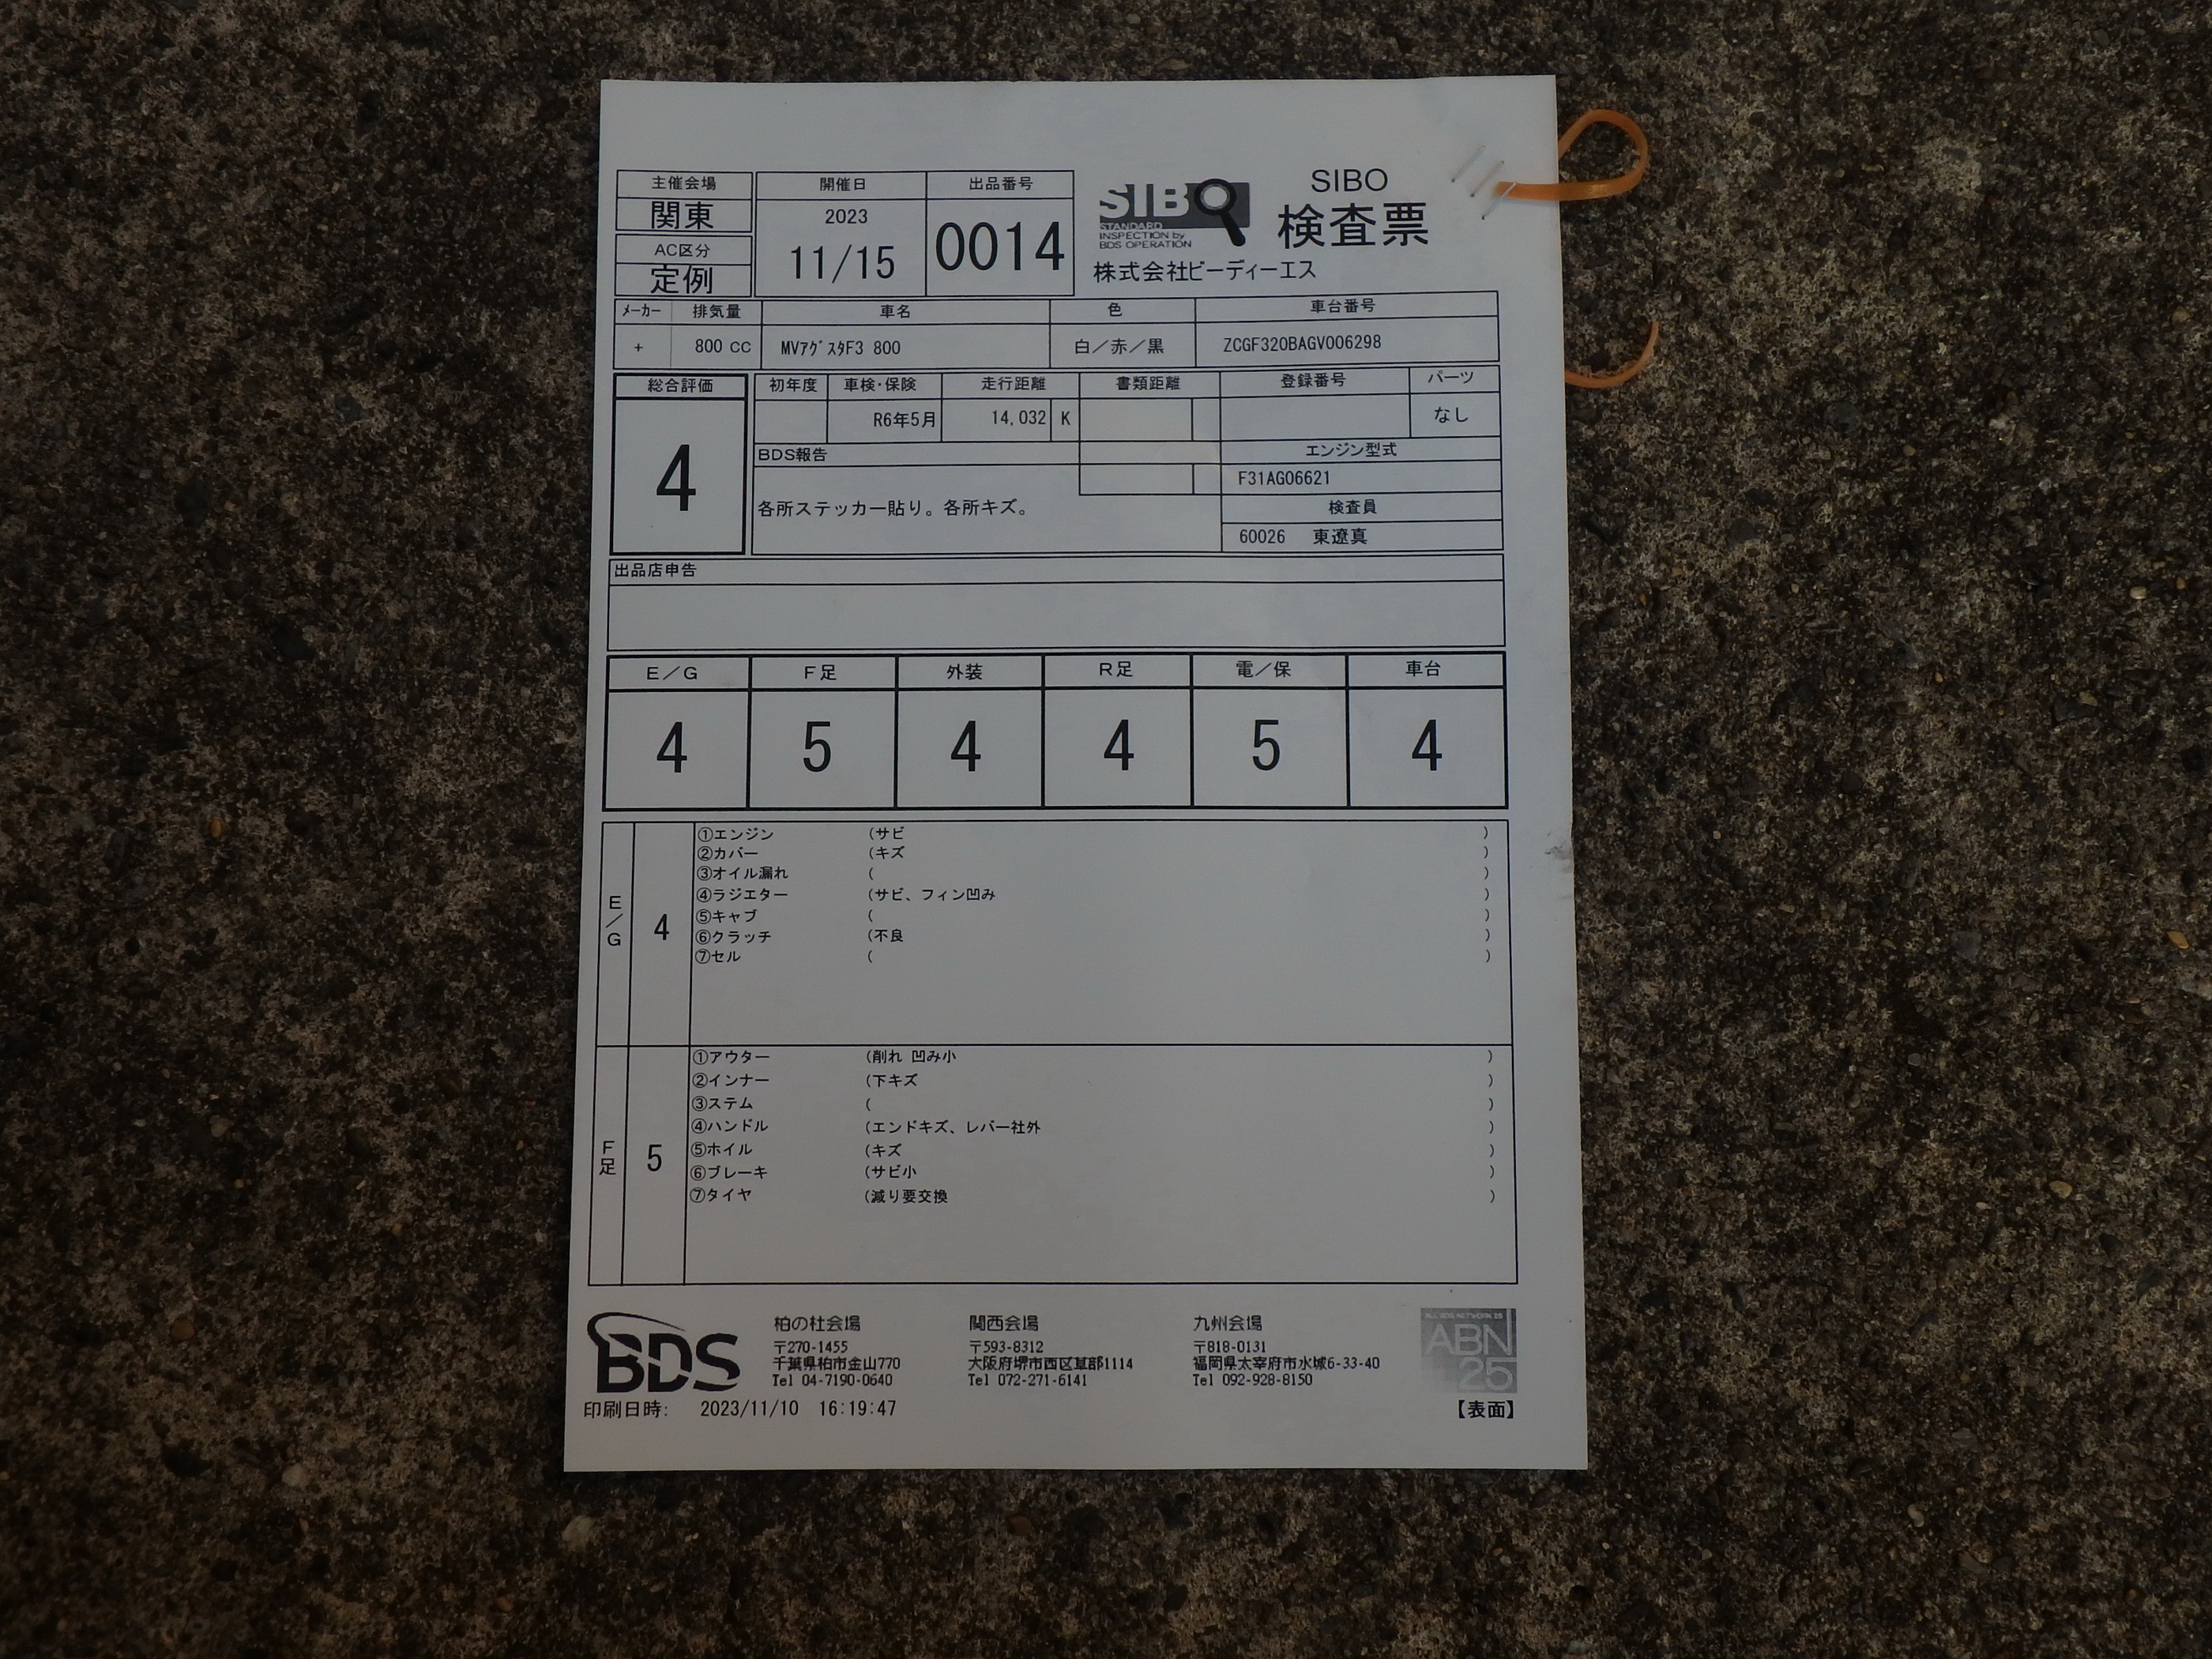 主催会場
関東
AC区分
定例
開催日
2023
11/15
出品番号
0014
SIBO
STANDARD
INSPECTION by
BDS OPERATION
SIBO
検査票
株式会社ビーディーエス
メーカー 排気量 車名 色 車台番号
+ 800 CC MVアグスタF3 800 白／赤／黒 ZCGF320BAGV006298
総合評価
4
初年度 車検・保険 走行距離 書類距離 登録番号 パーツ
R6年5月 14,032 K なし
BDS報告
各所ステッカー貼り。各所キズ。
エンジン型式
F31AG06621
検査員
60026 東遼真
出品店申告
E／G F足 外装 R足 電／保 車台
4 5 4 4 5 4
E／G
4
①エンジン (サビ )
②カバー (キズ )
③オイル漏れ ( )
④ラジエター (サビ、フィン凹み )
⑤キャブ ( )
⑥クラッチ (不良 )
⑦セル ( )
F足
5
①アウター (削れ 凹み小 )
②インナー (下キズ )
③ステム ( )
④ハンドル (エンドキズ、レバー社外 )
⑤ホイル (キズ )
⑥ブレーキ (サビ小 )
⑦タイヤ (減り要交換 )
BDS
柏の杜会場
〒270-1455
千葉県柏市金山770
Tel 04-7190-0640
関西会場
〒593-8312
大阪府堺市西区草部1114
Tel 072-271-6141
九州会場
〒818-0131
福岡県太宰府市水城6-33-40
Tel 092-928-8150
ALL BDS NETWORK 25
ABN
25
印刷日時: 2023/11/10 16:19:47
【表面】